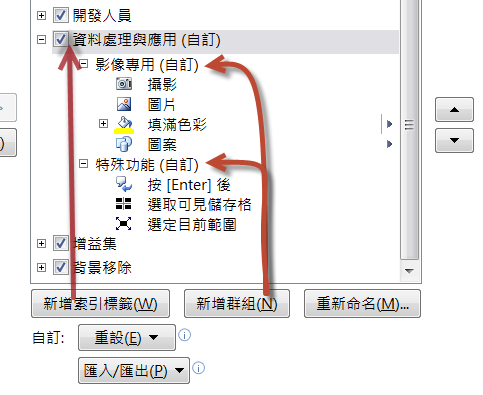 開發人員
資料處理與應用 (自訂)
影像專用 (自訂)
攝影
圖片
填滿色彩
圖案
特殊功能 (自訂)
按 [Enter] 後
選取可見儲存格
選定目前範圍
增益集
背景移除
新增索引標籤(W) 新增群組(N) 重新命名(M)...
自訂: 重設(E)
匯入/匯出(P)